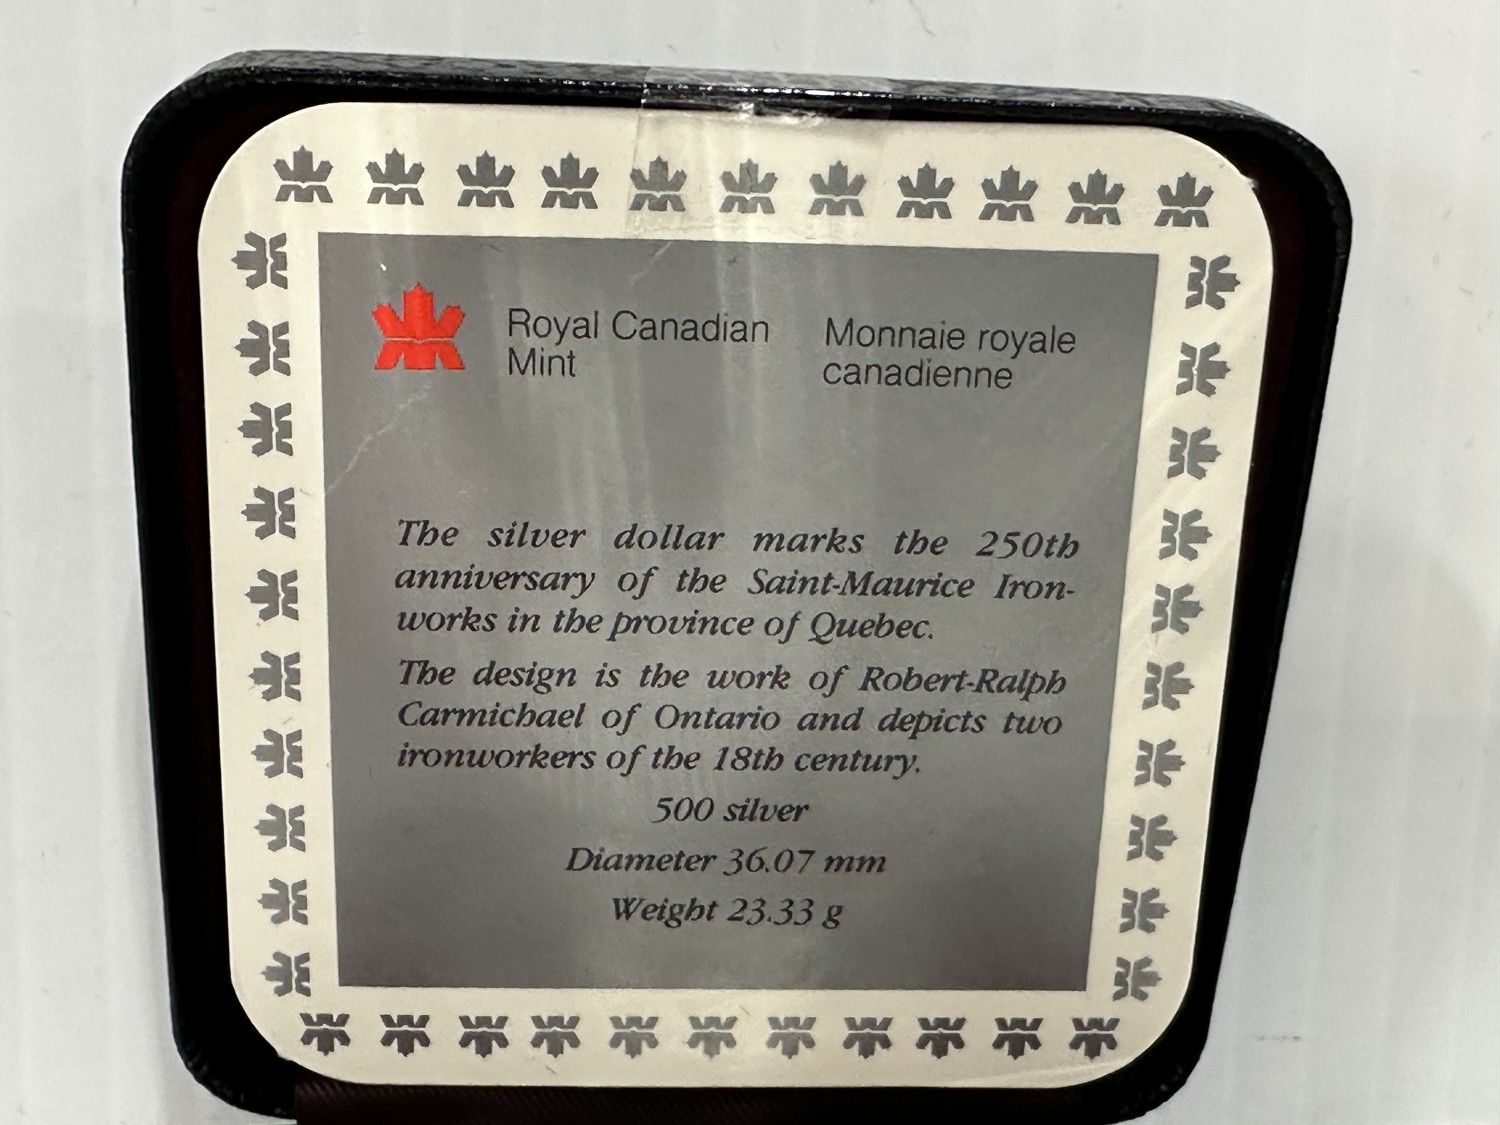 Royal Canadian
Mint
Monnaie royale
canadienne
The silver dollar marks the 250th
anniversary of the Saint-Maurice Iron-
works in the province of Quebec.
The design is the work of Robert-Ralph
Carmichael of Ontario and depicts two
ironworkers of the 18th century.
500 silver
Diameter 36.07 mm
Weight 23.33 g